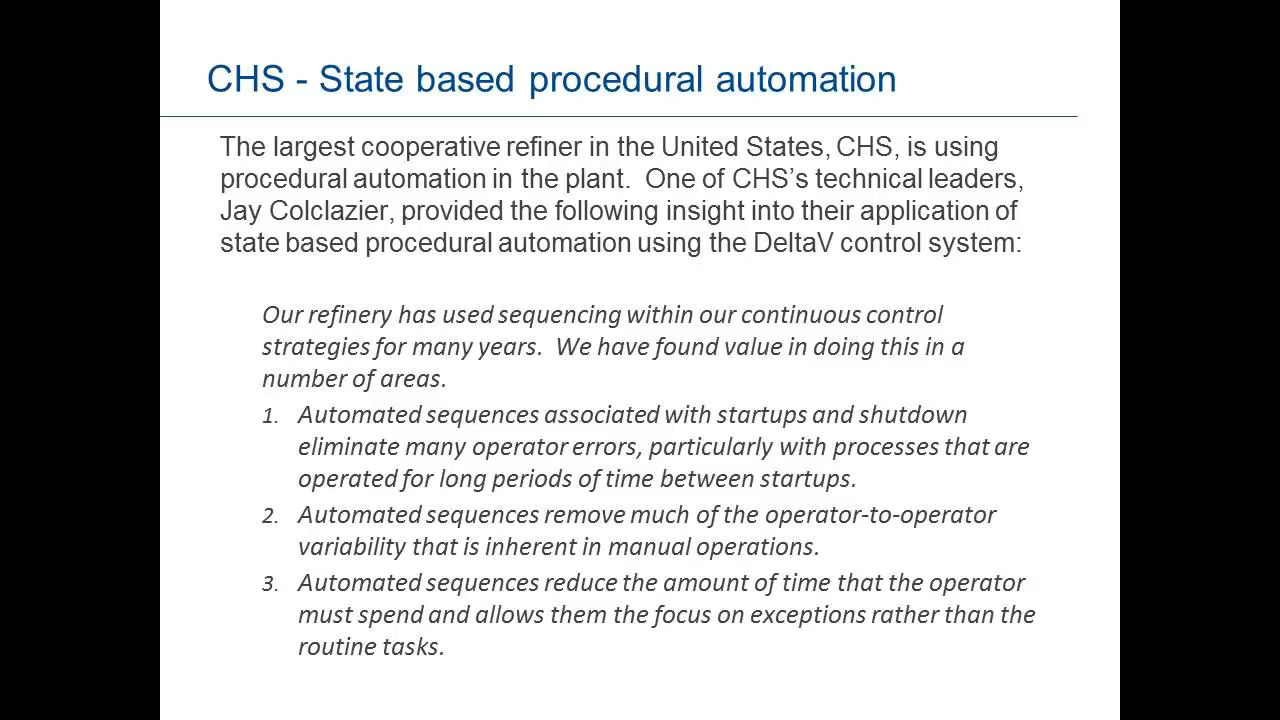 CHS - State based procedural automation
The largest cooperative refiner in the United States, CHS, is using
procedural automation in the plant.  One of CHS’s technical leaders,
Jay Colclazier, provided the following insight into their application of
state based procedural automation using the DeltaV control system:
Our refinery has used sequencing within our continuous control
strategies for many years.  We have found value in doing this in a
number of areas.
1. Automated sequences associated with startups and shutdown
eliminate many operator errors, particularly with processes that are
operated for long periods of time between startups.
2. Automated sequences remove much of the operator-to-operator
variability that is inherent in manual operations.
3. Automated sequences reduce the amount of time that the operator
must spend and allows them the focus on exceptions rather than the
routine tasks.